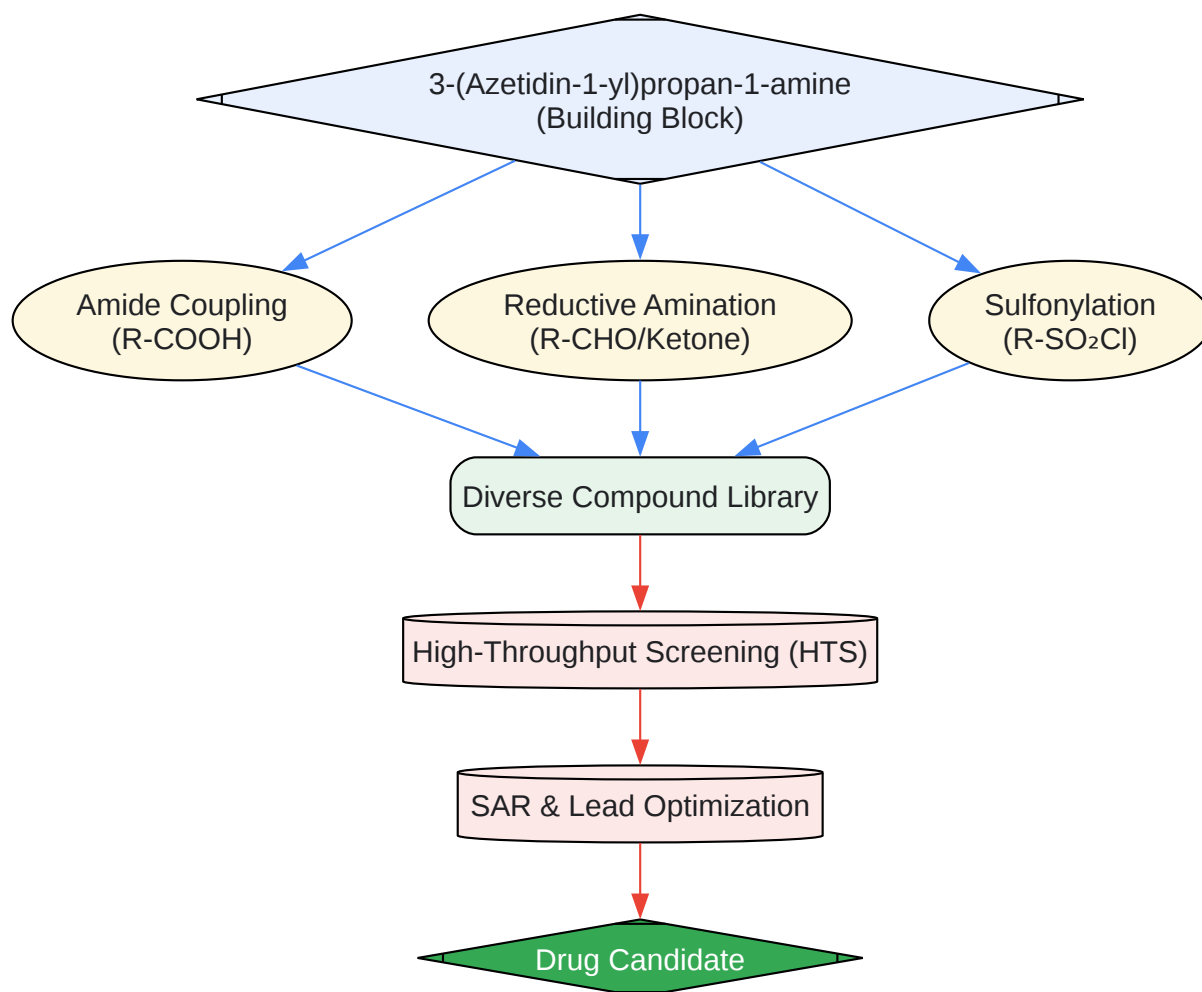 3-(Azetidin-1-yl)propan-1-amine
(Building Block)
Amide Coupling
(R-COOH)
Reductive Amination
(R-CHO/Ketone)
Sulfonylation
(R-SO₂Cl)
Diverse Compound Library
High-Throughput Screening (HTS)
SAR & Lead Optimization
Drug Candidate